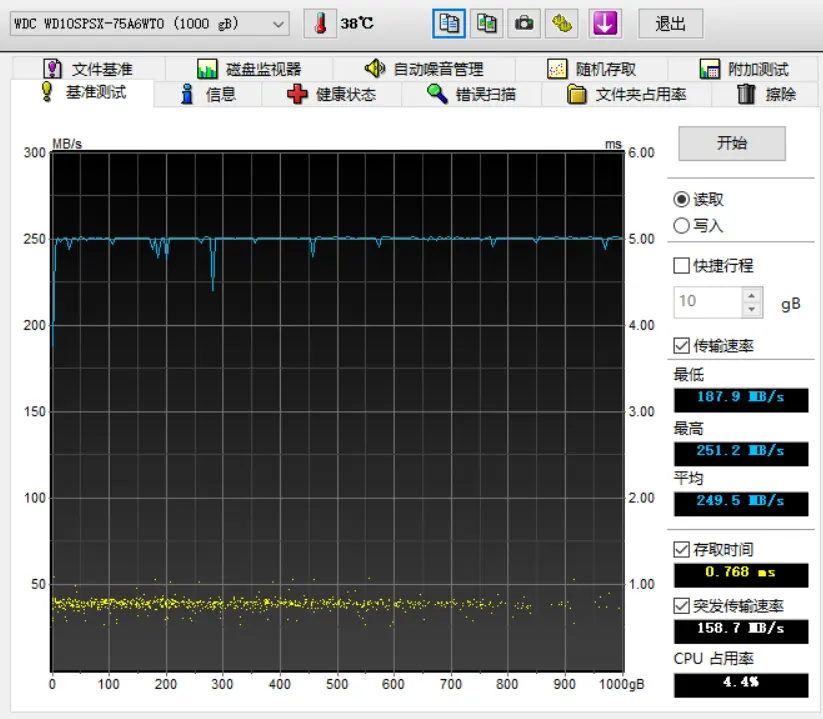 WDC WD10SPSX-75A6WT0 (1000 gB)
38℃
退出
文件基准
磁盘监视器
自动噪音管理
随机存取
附加测试
基准测试
信息
健康状态
错误扫描
文件夹占用率
擦除
MB/s
ms
300
250
200
150
100
50
6.00
5.00
4.00
3.00
2.00
1.00
0 100 200 300 400 500 600 700 800 900 1000gB
开始
读取
写入
快捷行程
10 gB
传输速率
最低
187.9 MB/s
最高
251.2 MB/s
平均
249.5 MB/s
存取时间
0.768 ms
突发传输速率
158.7 MB/s
CPU 占用率
4.4%